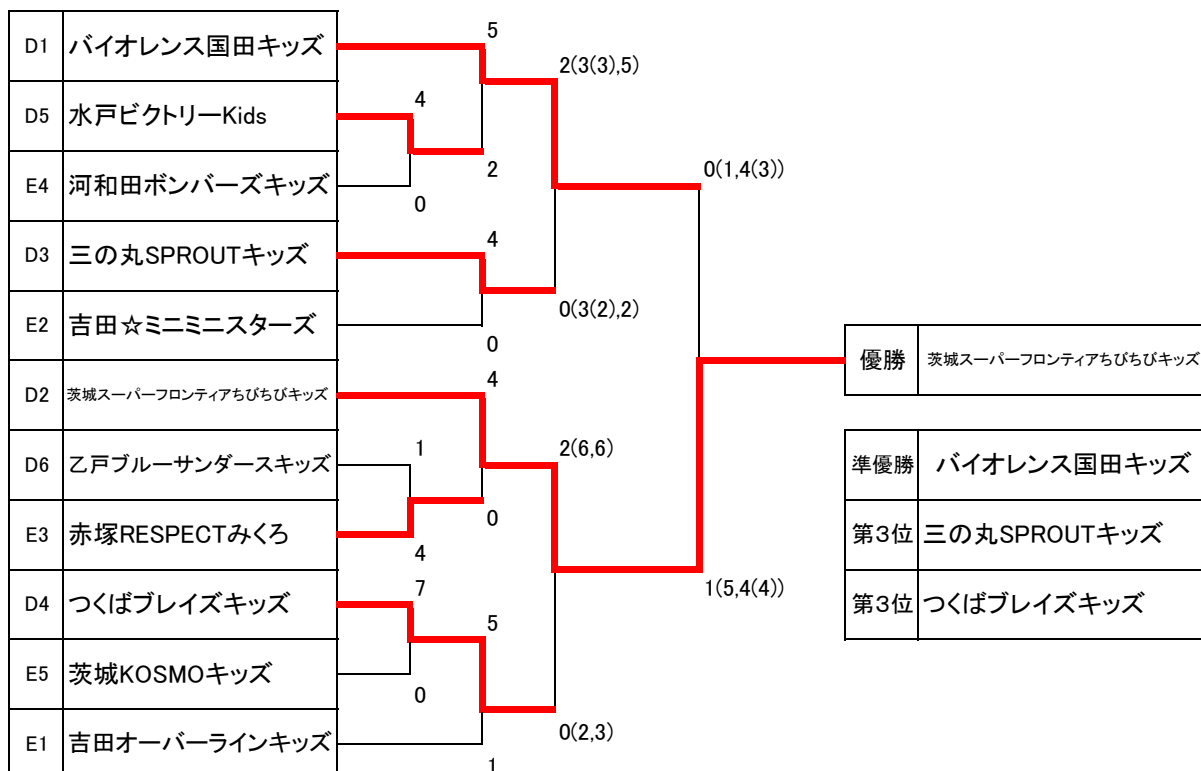 D1 バイオレンス国田キッズ
D5 水戸ビクトリーKids
E4 河和田ボンバーズキッズ
D3 三の丸SPROUTキッズ
E2 吉田☆ミニミニスターズ
D2 茨城スーパーフロンティアちびちびキッズ
D6 乙戸ブルーサンダースキッズ
E3 赤塚RESPECTみくろ
D4 つくばブレイズキッズ
E5 茨城KOSMOキッズ
E1 吉田オーバーラインキッズ
4
0
1
4
7
0
5
2
4
0
4
0
5
1
2(3(3),5)
0(3(2),2)
2(6,6)
0(2,3)
0(1,4(3))
1(5,4(4))
優勝 茨城スーパーフロンティアちびちびキッズ
準優勝 バイオレンス国田キッズ
第3位 三の丸SPROUTキッズ
第3位 つくばブレイズキッズ